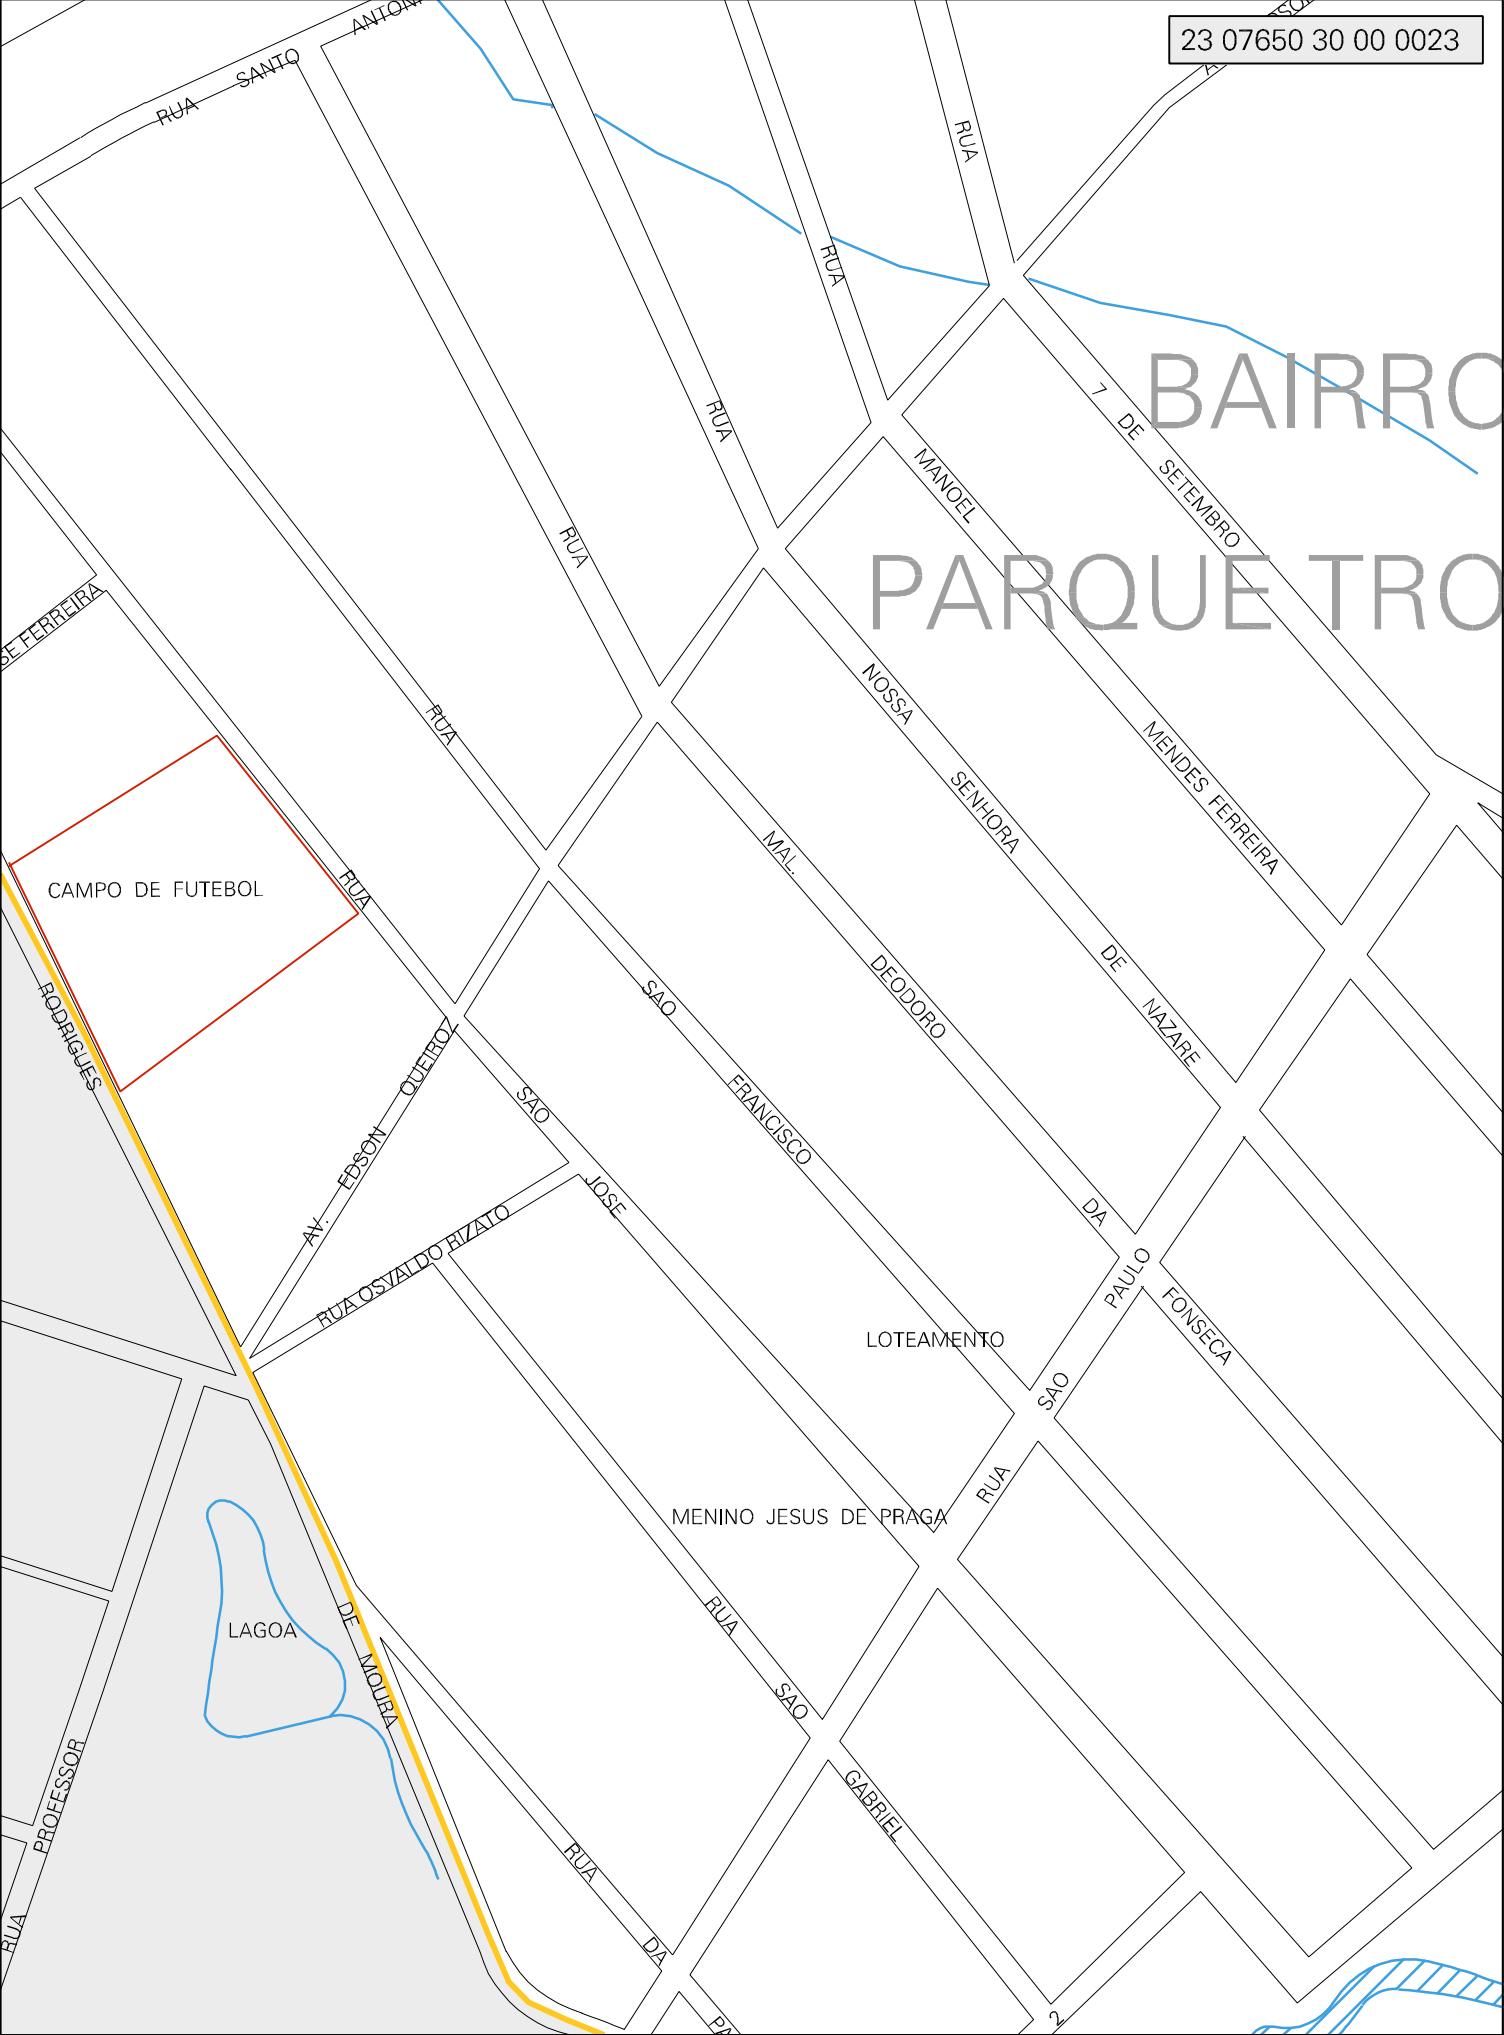 23 07650 30 00 0023
RUA SANTO
RUA
RUA
BAIRRO
7 DE SETEMBRO
RUA
MANOEL MENDES FERREIRA
PARQUE TRO
RUA
NOSSA SENHORA DE NAZARE
SE FERREIRA
RUA
MAL. DEODORO DA FONSECA
CAMPO DE FUTEBOL
RUA
SAO FRANCISCO
RODRIGUES
AV. EDSON QUEIROZ
SAO JOSE
RUA OSVALDO RIZATO
RUA SAO PAULO
LOTEAMENTO
MENINO JESUS DE PRAGA
LAGOA
DE MOURA
RUA SAO GABRIEL
RUA PROFESSOR
RUA DA
2